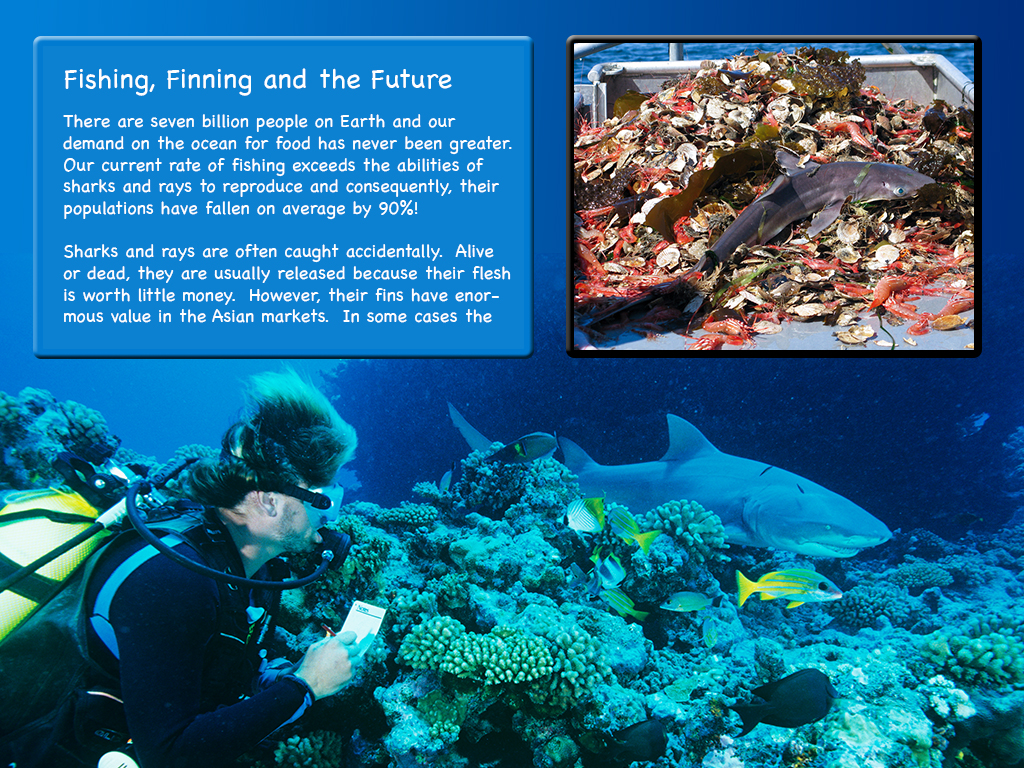 Fishing, Finning and the Future
There are seven billion people on Earth and our
demand on the ocean for food has never been greater.
Our current rate of fishing exceeds the abilities of
sharks and rays to reproduce and consequently, their
populations have fallen on average by 90%!
Sharks and rays are often caught accidentally.  Alive
or dead, they are usually released because their flesh
is worth little money.  However, their fins have enor-
mous value in the Asian markets.  In some cases the